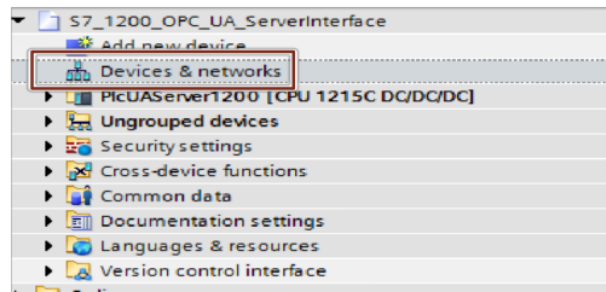 S7_1200_OPC_UA_ServerInterface
Add new device
Devices & networks
PlcUAServer1200 [CPU 1215C DC/DC/DC]
Ungrouped devices
Security settings
Cross-device functions
Common data
Documentation settings
Languages & resources
Version control interface